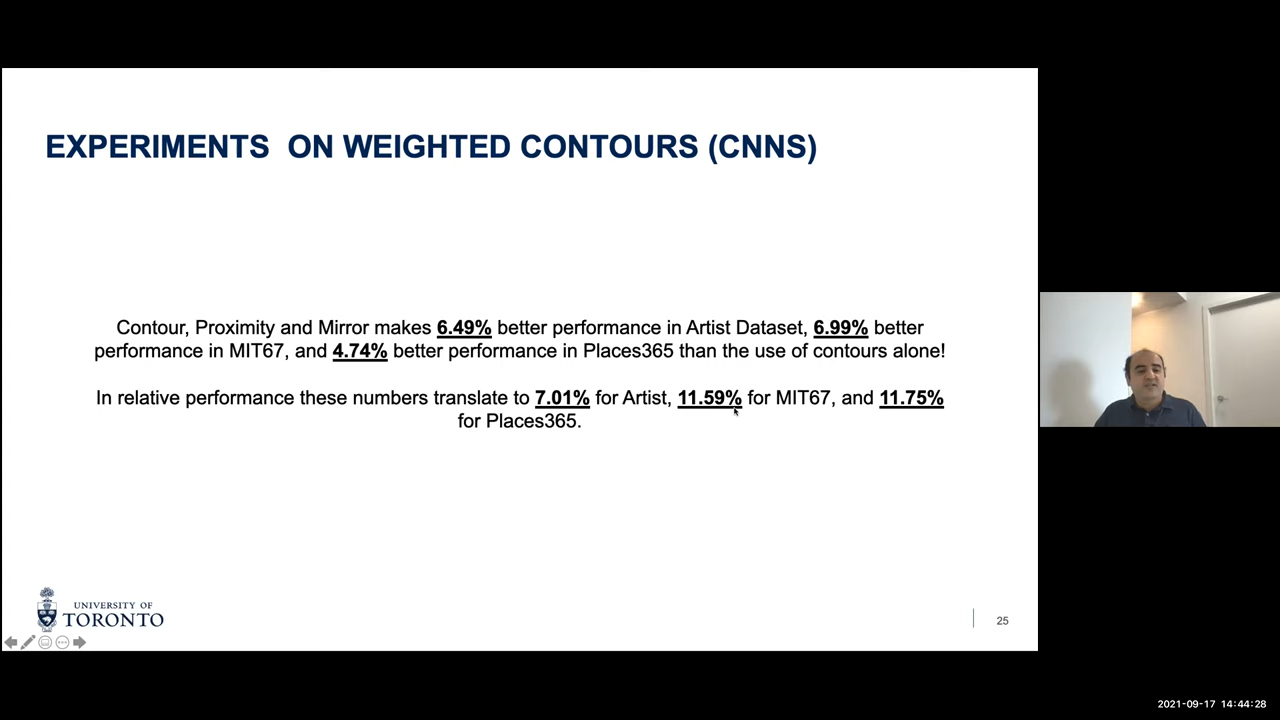 EXPERIMENTS  ON WEIGHTED CONTOURS (CNNS)
Contour, Proximity and Mirror makes 6.49% better performance in Artist Dataset, 6.99% better
performance in MIT67, and 4.74% better performance in Places365 than the use of contours alone!
In relative performance these numbers translate to 7.01% for Artist, 11.59% for MIT67, and 11.75%
for Places365.
UNIVERSITY OF
TORONTO
25
2021-09-17 14:44:28